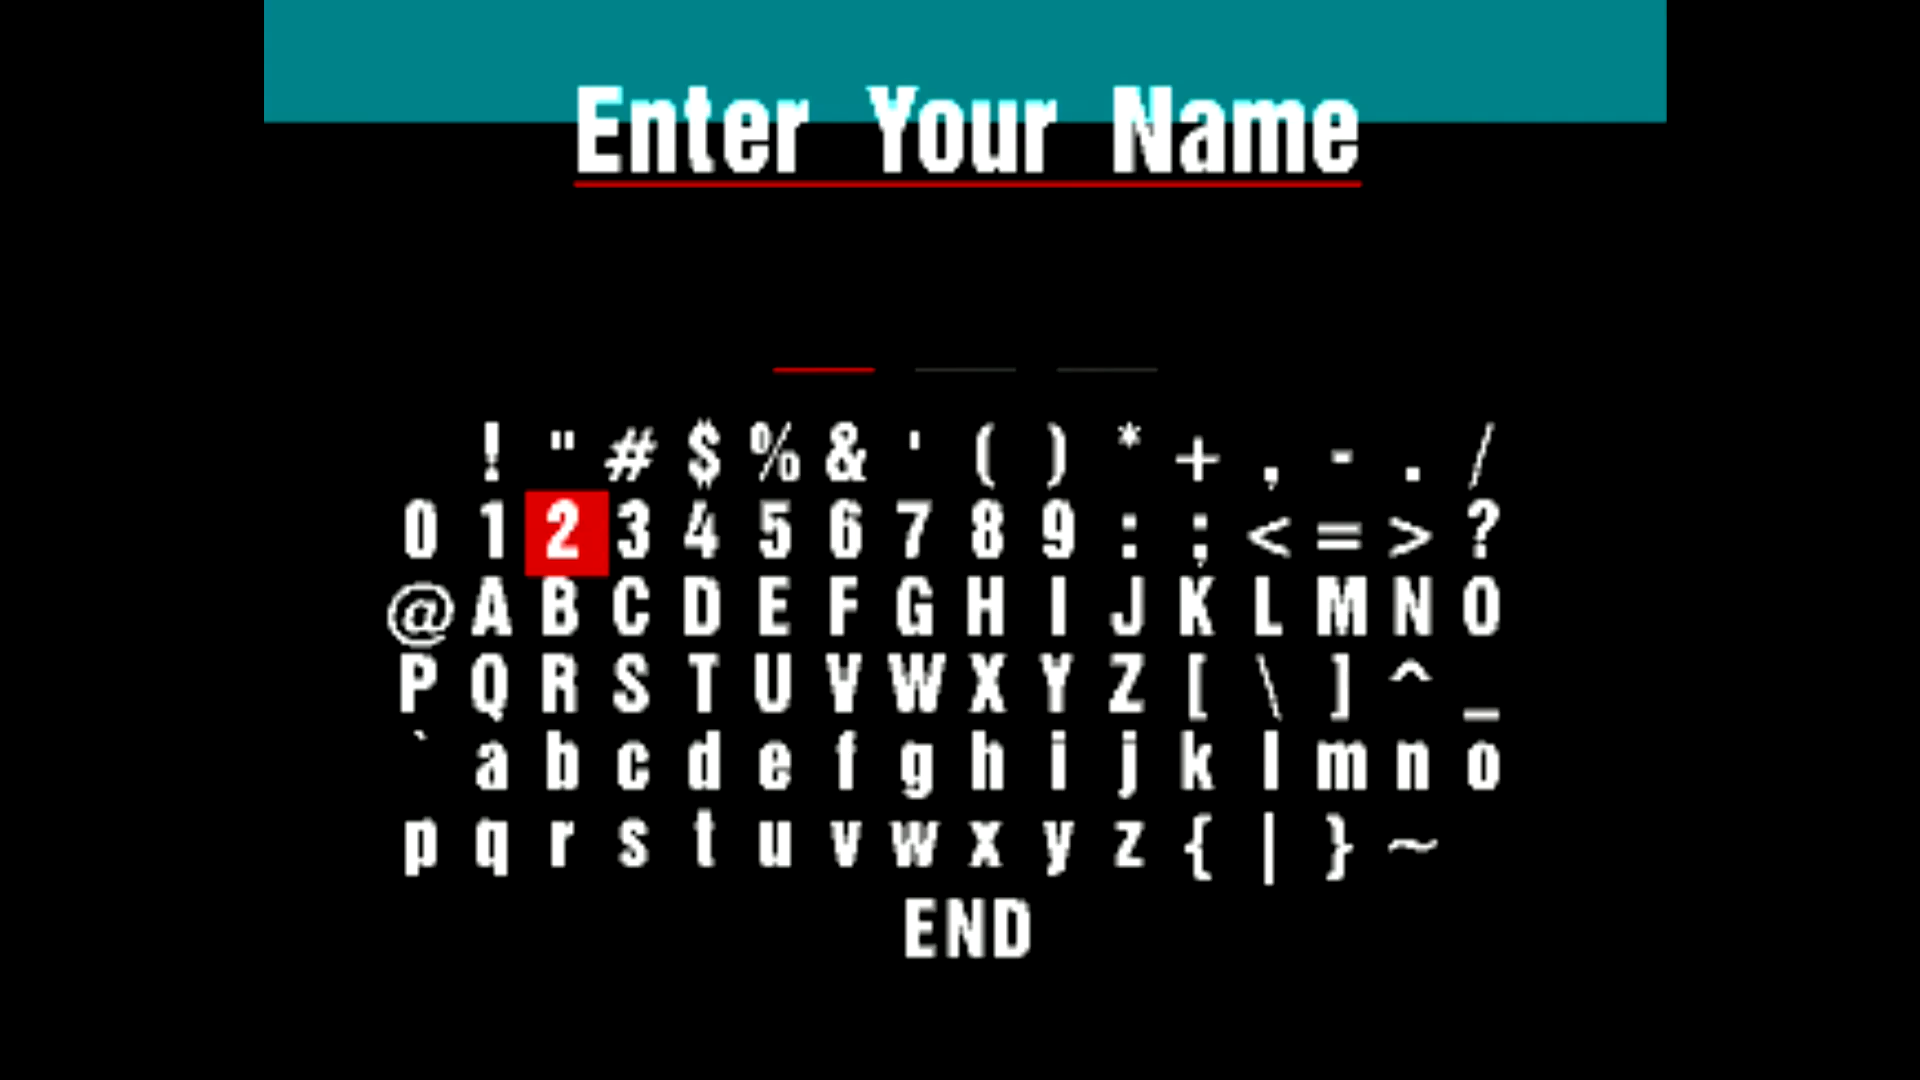 Enter Your Name
! " # $ % & ' ( ) * + , - . /
0 1 2 3 4 5 6 7 8 9 : ; < = > ?
@ A B C D E F G H I J K L M N O
P Q R S T U V W X Y Z [ \ ] ^ _
` a b c d e f g h i j k l m n o
p q r s t u v w x y z { | } ~
END